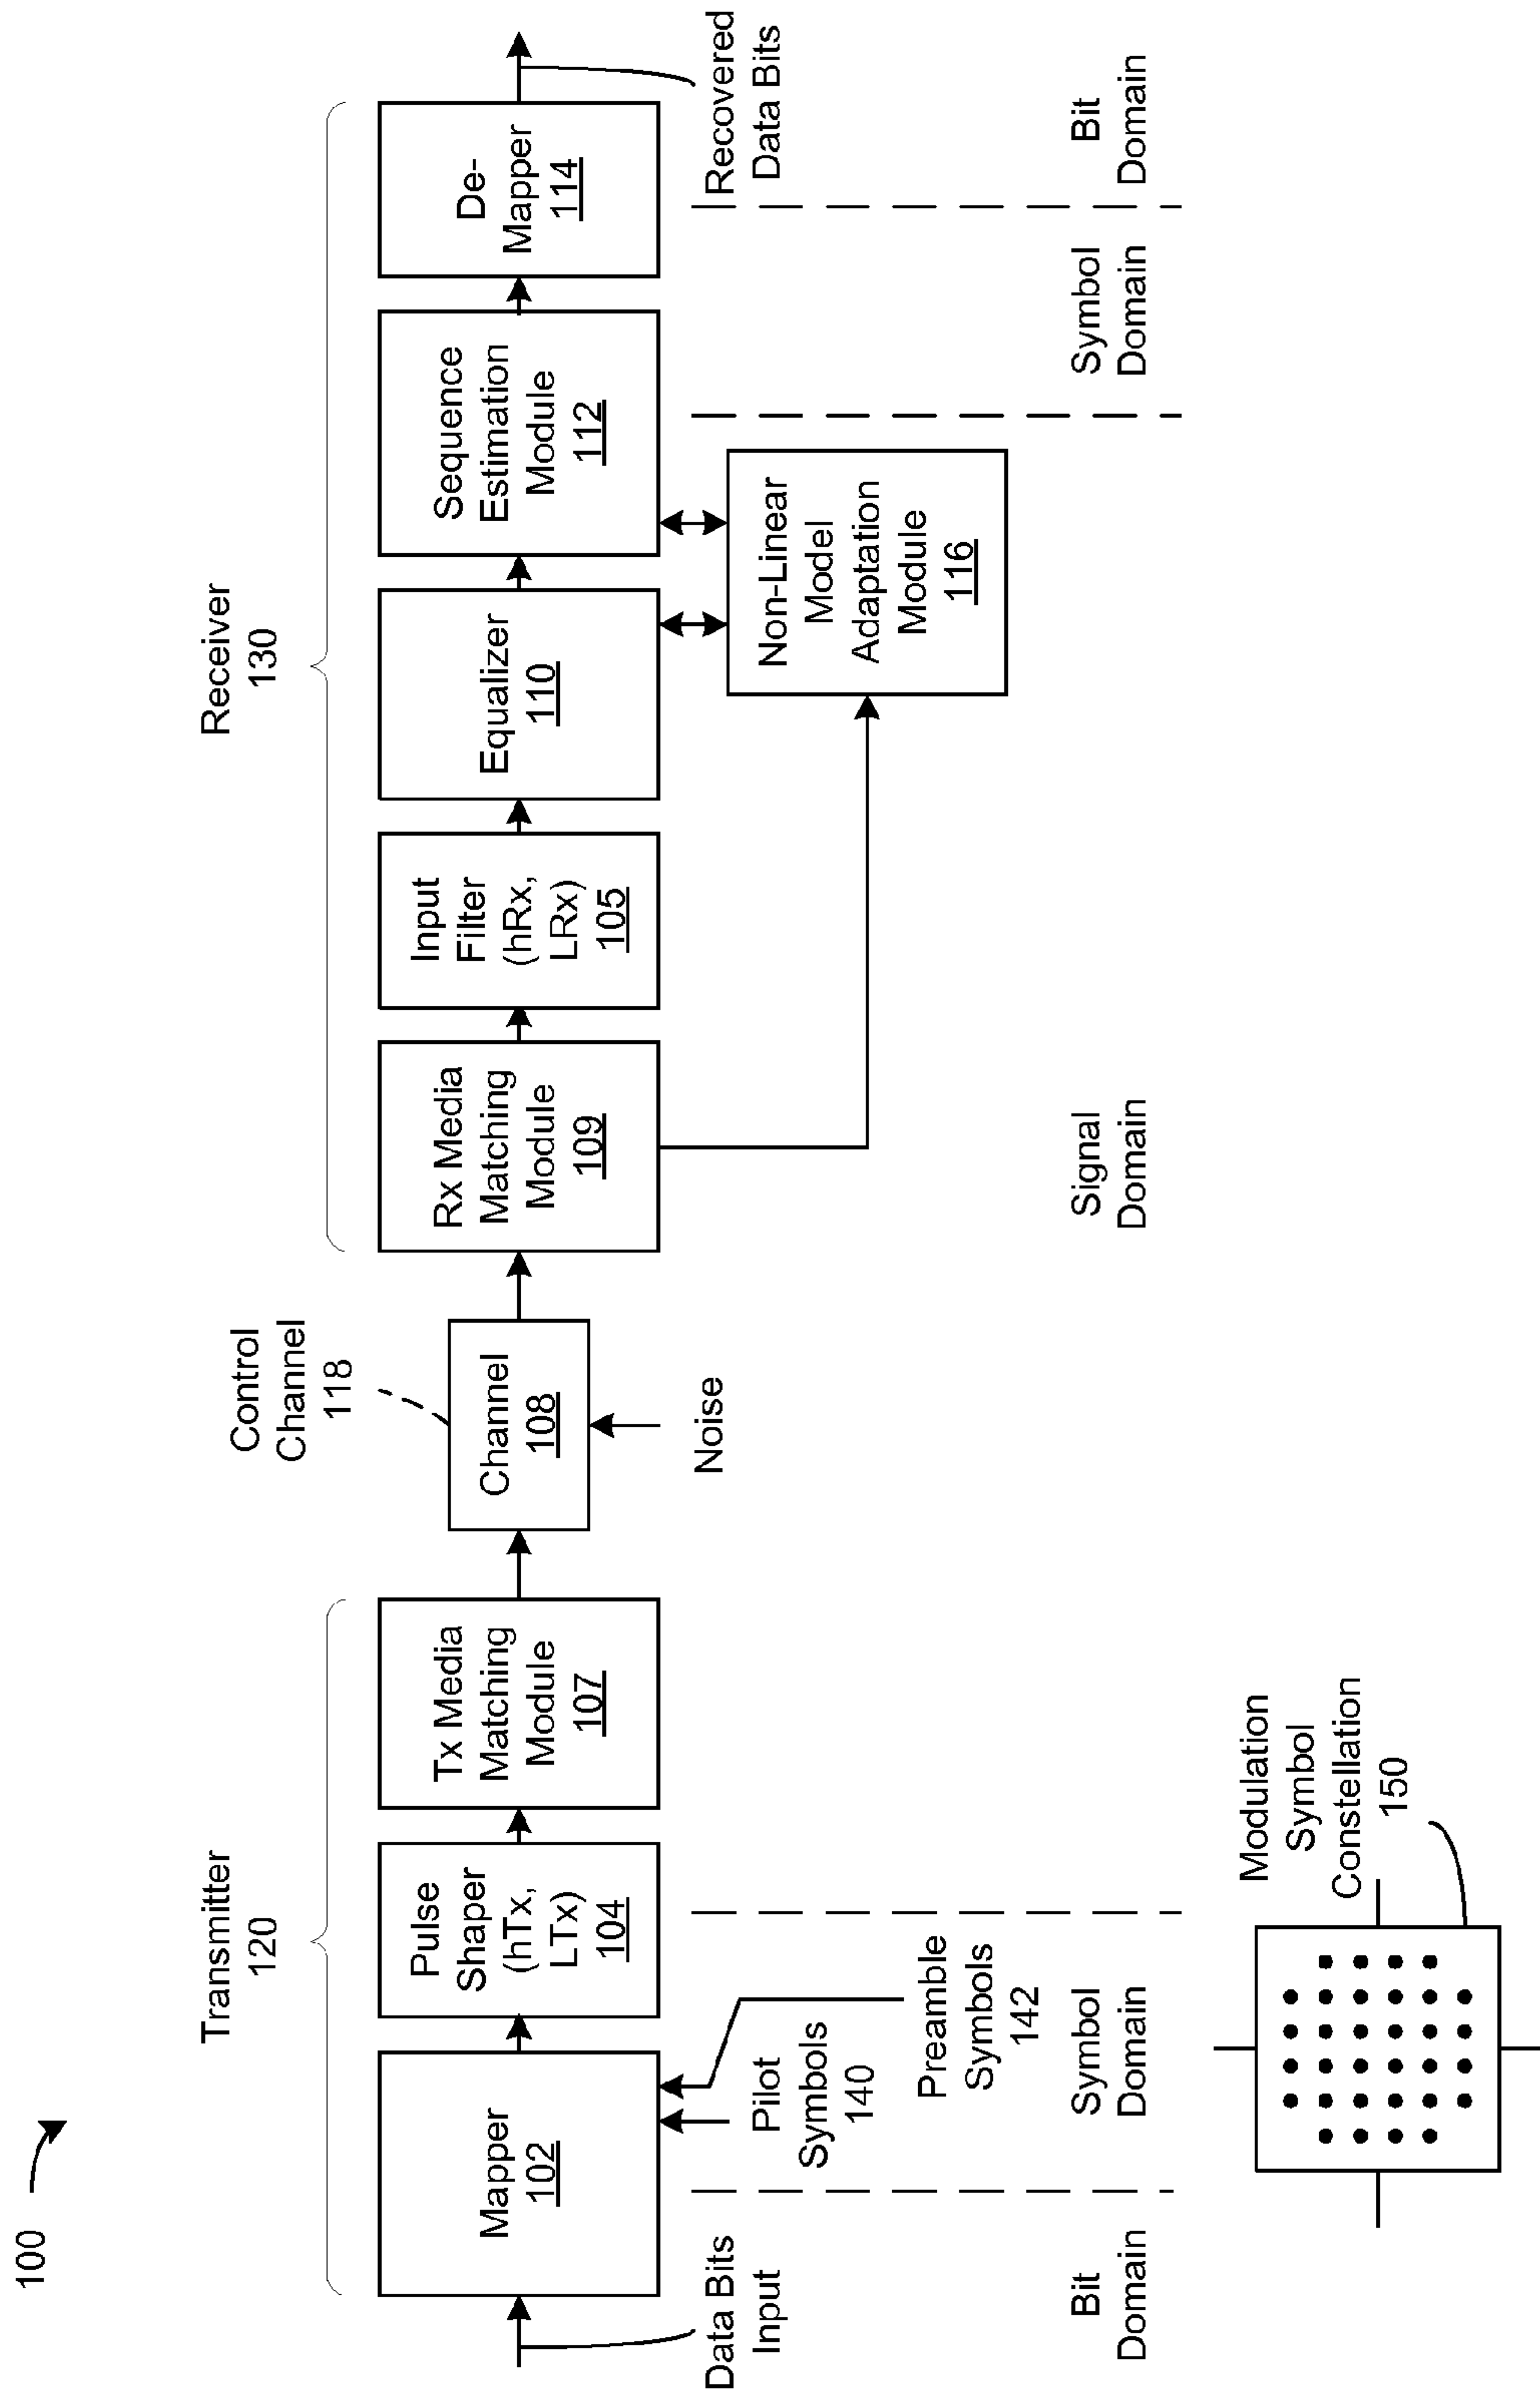 100
Transmitter
120
Control
Channel
118
Receiver
130
Mapper
102
Pulse
Shaper
(hTx,
LTx)
104
Tx Media
Matching
Module
107
Channel
108
Rx Media
Matching
Module
109
Input
Filter
(hRx,
LRx)
105
Equalizer
110
Sequence
Estimation
Module
112
De-
Mapper
114
Data Bits
Input
Pilot
Symbols
140
Preamble
Symbols
142
Noise
Non-Linear
Model
Adaptation
Module
116
Recovered
Data Bits
Bit
Domain
Symbol
Domain
Signal
Domain
Symbol
Domain
Bit
Domain
Modulation
Symbol
Constellation
150